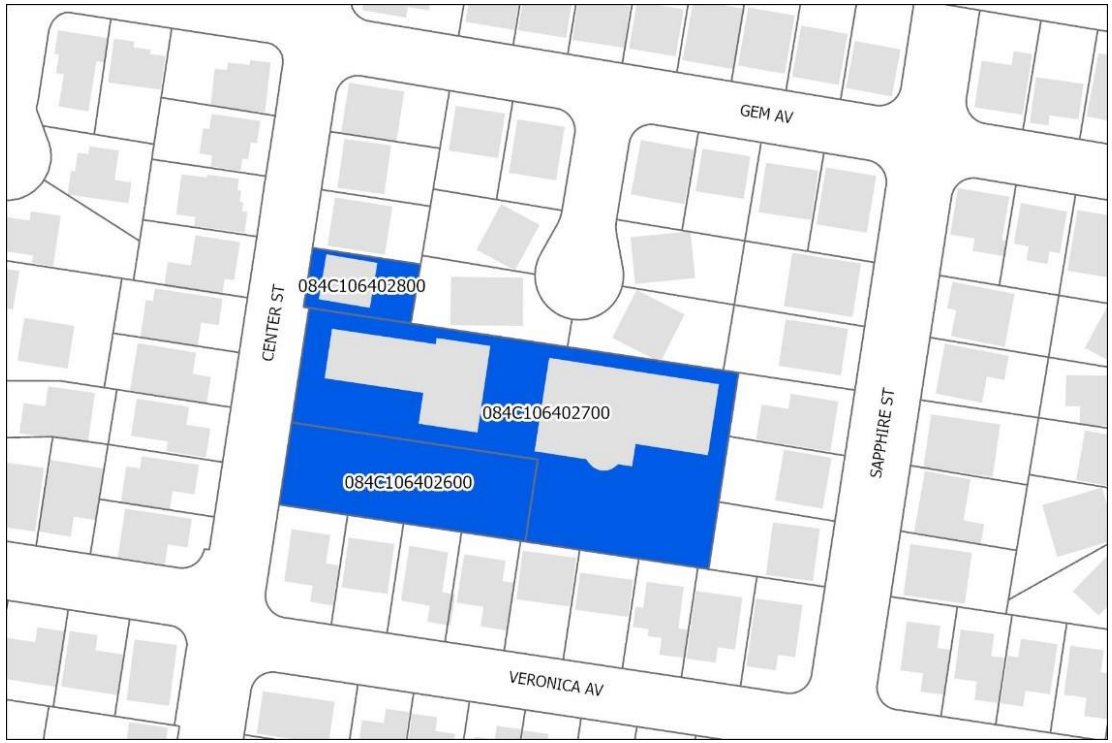 GEM AV
084C106402800
CENTER ST
084C106402700
SAPPHIRE ST
084C106402600
VERONICA AV